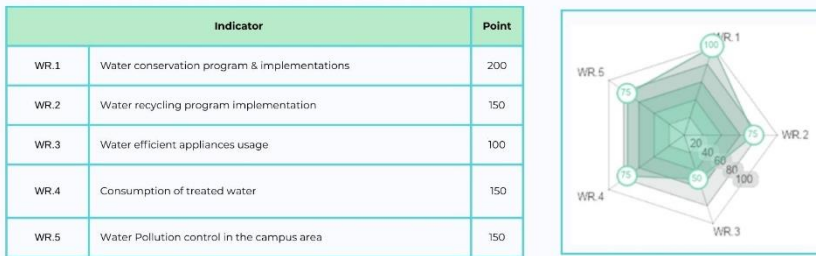 Indicator Point
WR.1 Water conservation program & implementations 200
WR.2 Water recycling program implementation 150
WR.3 Water efficient appliances usage 100
WR.4 Consumption of treated water 150
WR.5 Water Pollution control in the campus area 150
WR.1
100
WR.5
75
75
WR.2
20
40
60
80
100
75
50
WR.4
WR.3